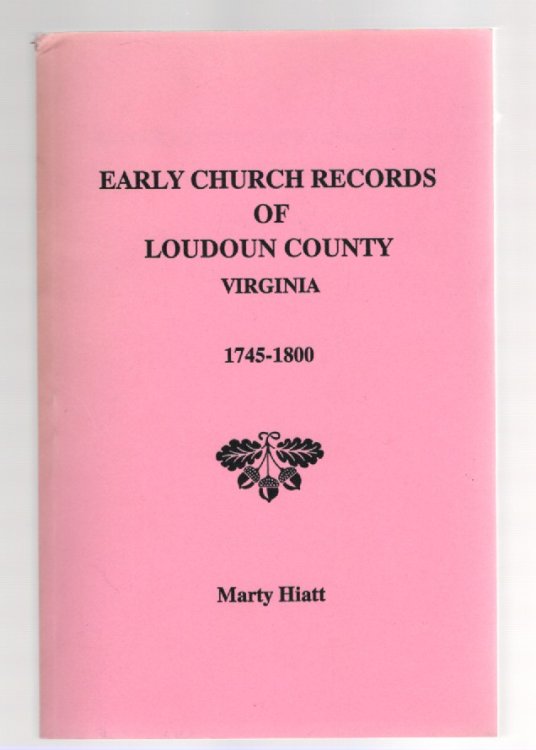 EARLY CHURCH RECORDS
OF
LOUDOUN COUNTY
VIRGINIA
1745-1800
Marty Hiatt